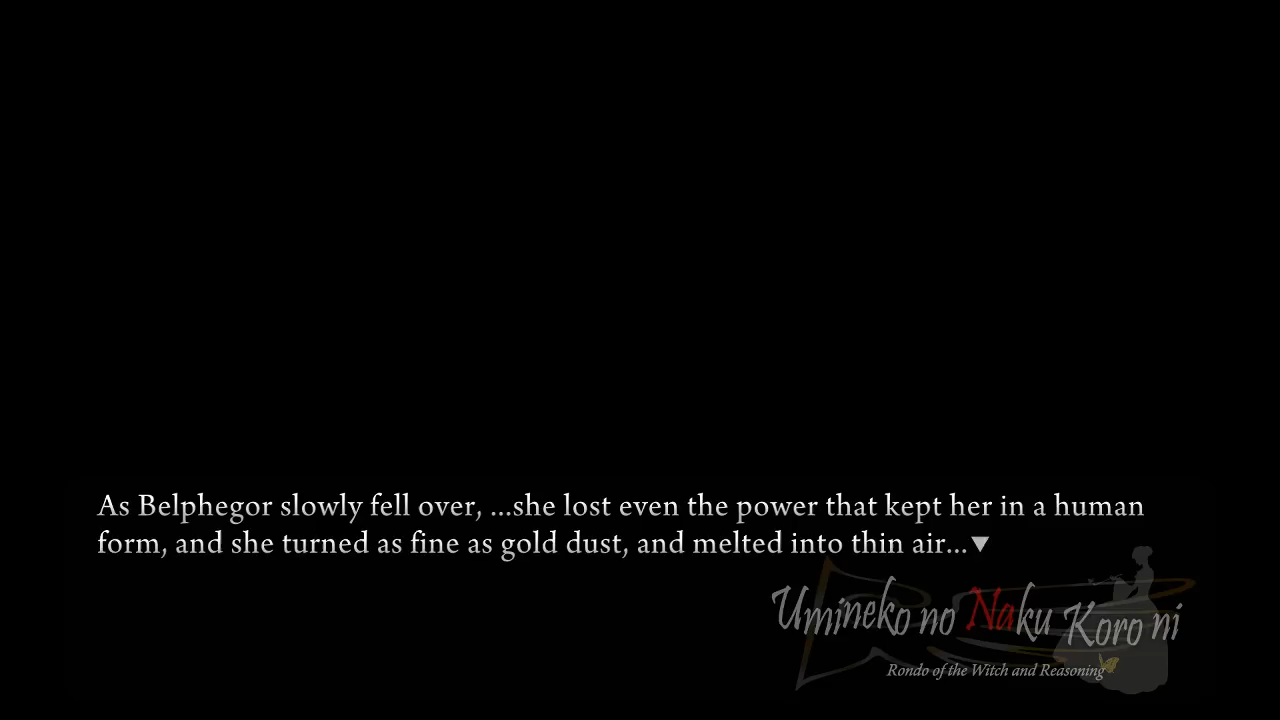 As Belphegor slowly fell over, ...she lost even the power that kept her in a human
form, and she turned as fine as gold dust, and melted into thin air...▼
Umineko no Naku Koro ni
Rondo of the Witch and Reasoning